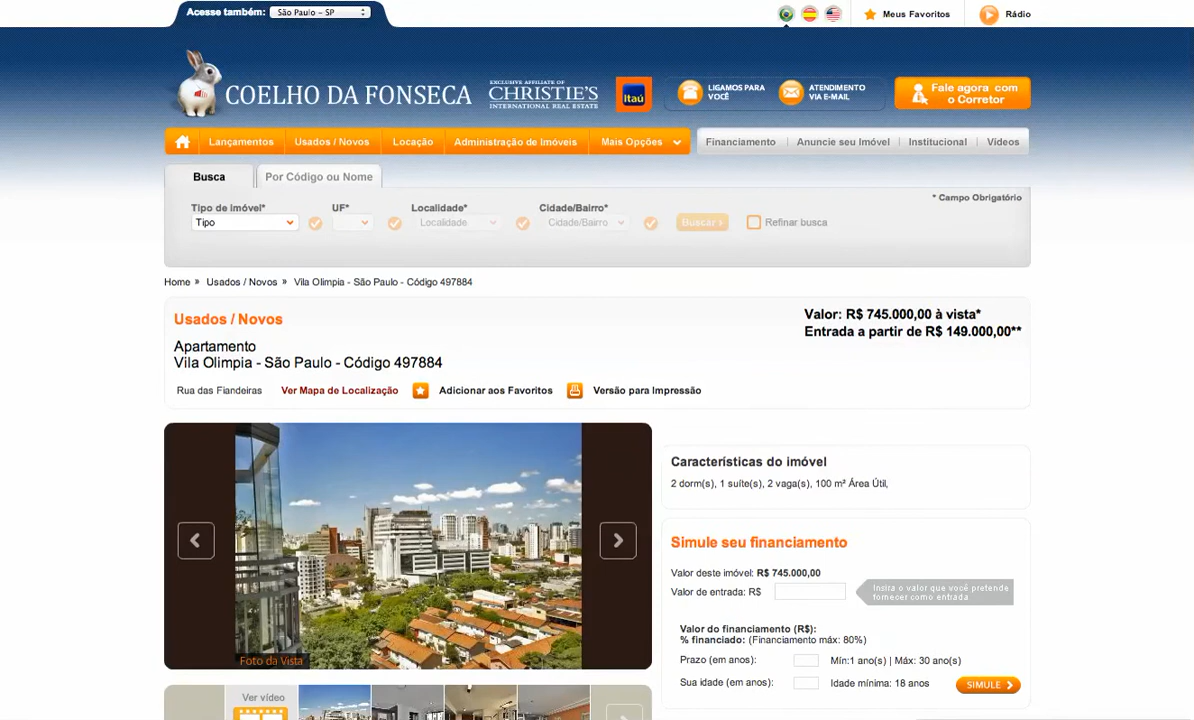 Acesse também: São Paulo - SP
Meus Favoritos
Rádio
COELHO DA FONSECA
EXCLUSIVE AFFILIATE OF
CHRISTIE'S
INTERNATIONAL REAL ESTATE
Itaú
LIGAMOS PARA
VOCÊ
ATENDIMENTO
VIA E-MAIL
Fale agora com
o Corretor
Lançamentos Usados / Novos Locação Administração de Imóveis Mais Opções Financiamento Anuncie seu Imóvel Institucional Vídeos
Busca Por Código ou Nome
* Campo Obrigatório
Tipo de imóvel* UF* Localidade* Cidade/Bairro*
Tipo Localidade Cidade/Bairro Buscar › Refinar busca
Home » Usados / Novos » Vila Olimpia - São Paulo - Código 497884
Usados / Novos
Valor: R$ 745.000,00 à vista*
Entrada a partir de R$ 149.000,00**
Apartamento
Vila Olimpia - São Paulo - Código 497884
Rua das Fiandeiras Ver Mapa de Localização Adicionar aos Favoritos Versão para Impressão
Foto da Vista
Ver vídeo
Características do imóvel
2 dorm(s), 1 suíte(s), 2 vaga(s), 100 m² Área Útil,
Simule seu financiamento
Valor deste imóvel: R$ 745.000,00
Valor de entrada: R$
Insira o valor que você pretende
fornecer como entrada
Valor do financiamento (R$):
% financiado: (Financiamento máx: 80%)
Prazo (em anos): Mín:1 ano(s) | Máx: 30 ano(s)
Sua idade (em anos): Idade mínima: 18 anos
SIMULE